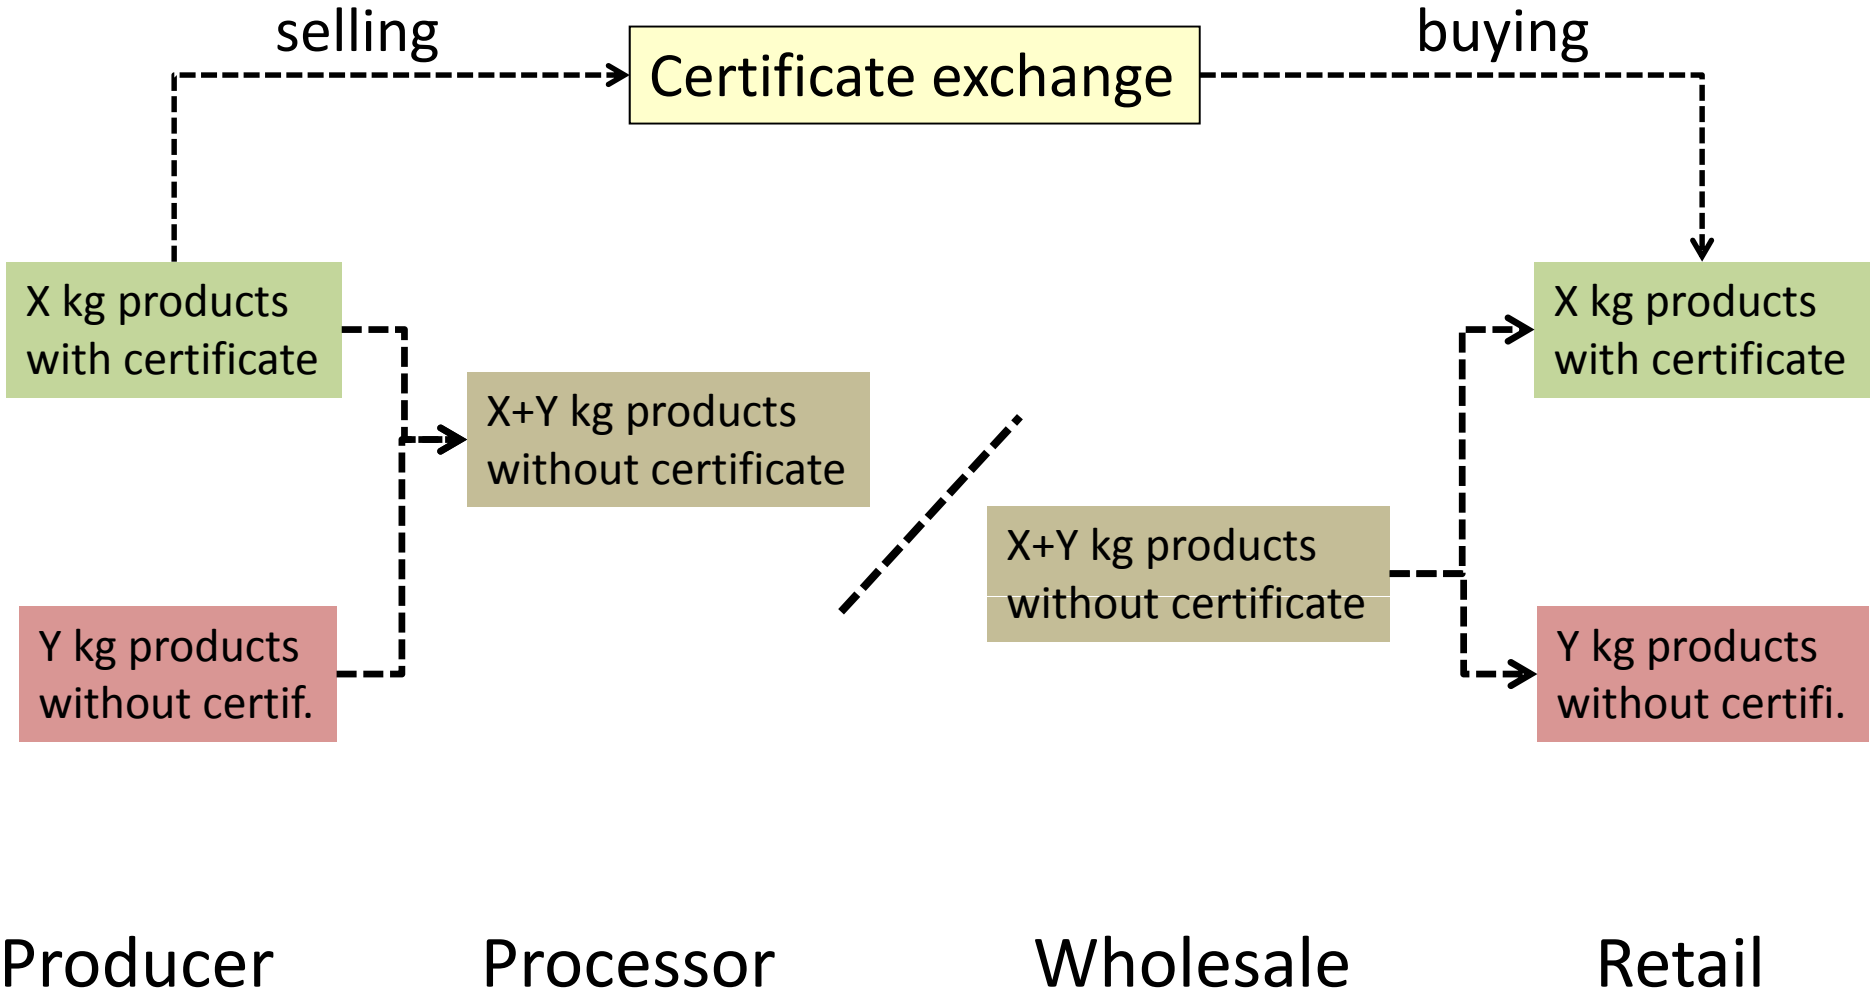 selling
buying
Certificate exchange
X kg products
with certificate
X+Y kg products
without certificate
Y kg products
without certif.
X+Y kg products
without certificate
X kg products
with certificate
Y kg products
without certifi.
Producer
Processor
Wholesale
Retail